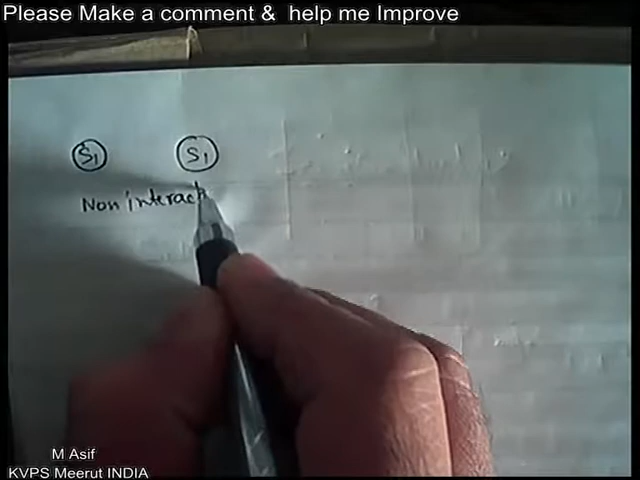 Please Make a comment & help me Improve
S1 S1
Non interact
M Asif
KVPS Meerut INDIA